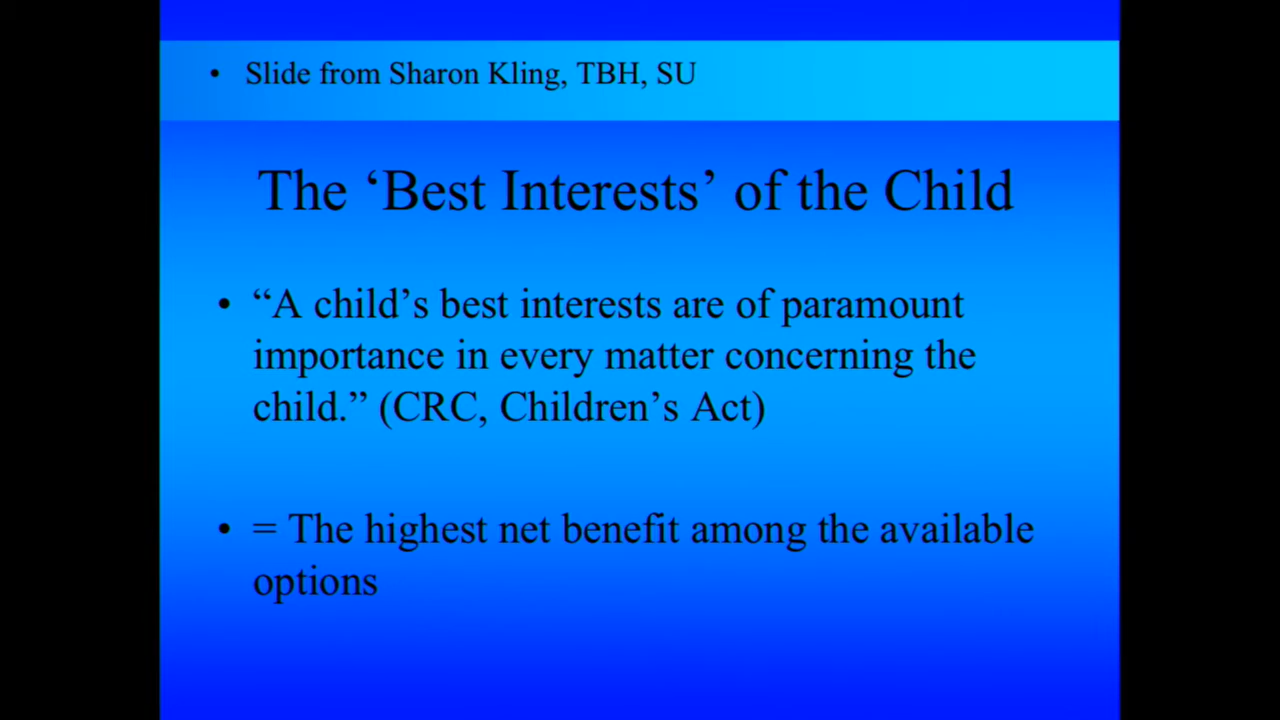 • Slide from Sharon Kling, TBH, SU
The ‘Best Interests’ of the Child
• “A child’s best interests are of paramount
importance in every matter concerning the
child.” (CRC, Children’s Act)
• = The highest net benefit among the available
options